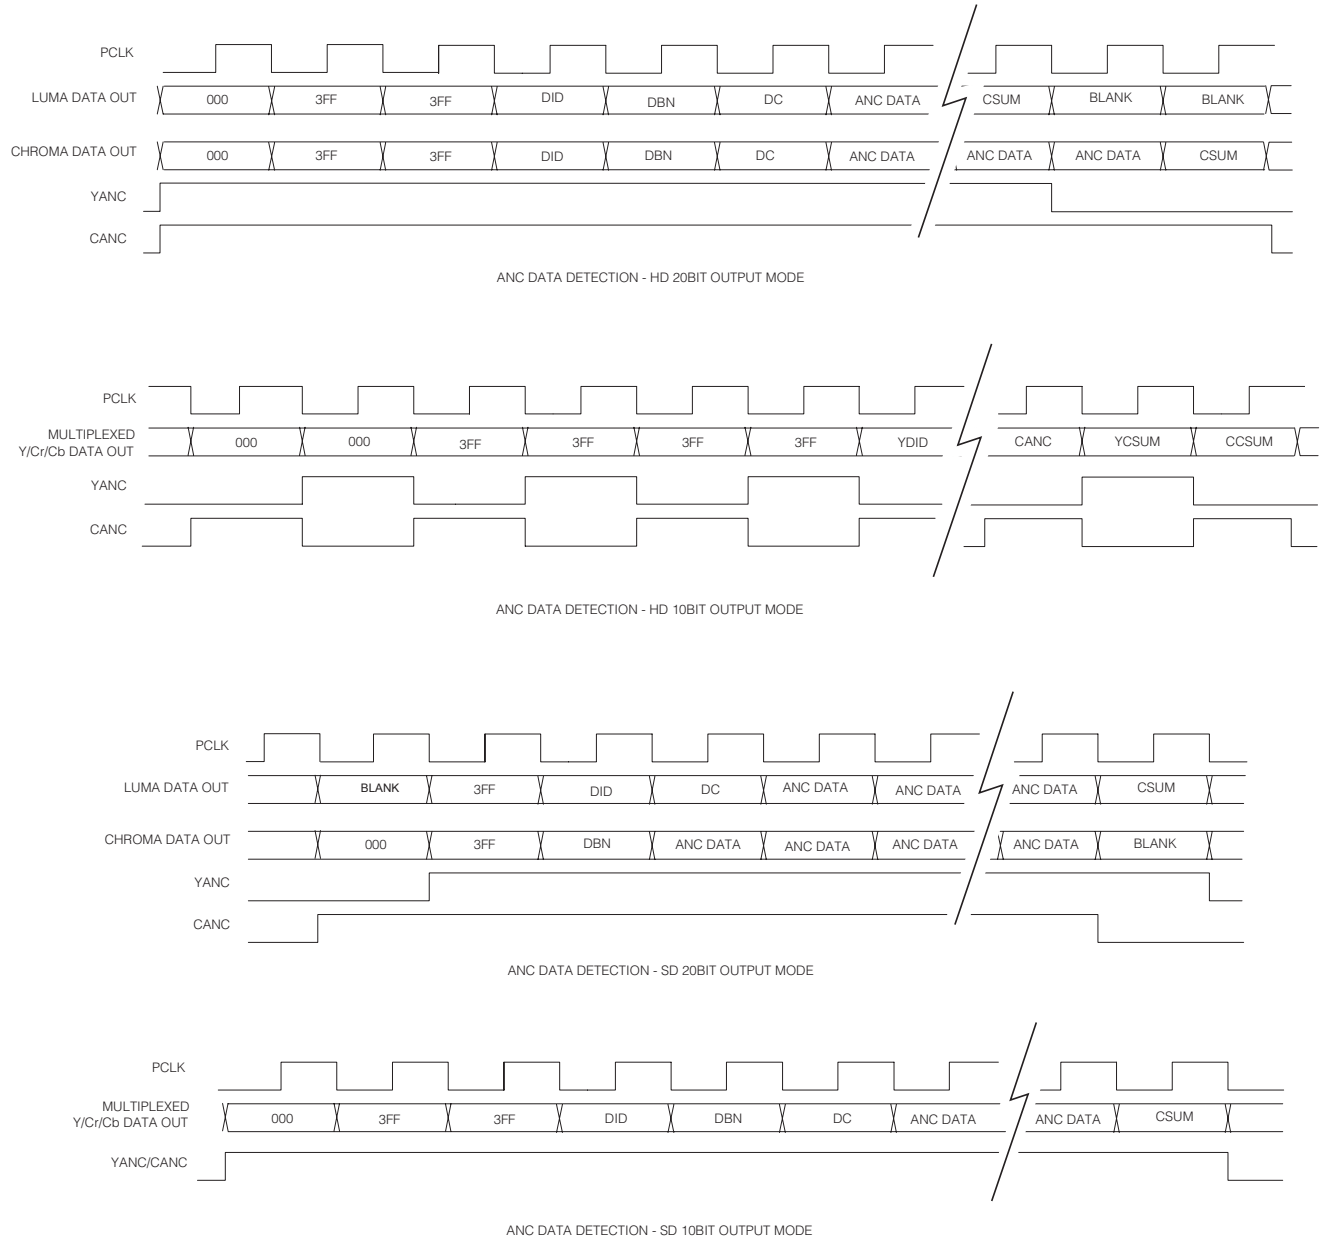 PCLK
LUMA DATA OUT 000 3FF 3FF DID DBN DC ANC DATA CSUM BLANK BLANK
CHROMA DATA OUT 000 3FF 3FF DID DBN DC ANC DATA ANC DATA ANC DATA CSUM
YANC
CANC
ANC DATA DETECTION - HD 20BIT OUTPUT MODE
PCLK
MULTIPLEXED
Y/Cr/Cb DATA OUT 000 000 3FF 3FF 3FF 3FF YDID CANC YCSUM CCSUM
YANC
CANC
ANC DATA DETECTION - HD 10BIT OUTPUT MODE
PCLK
LUMA DATA OUT BLANK 3FF DID DC ANC DATA ANC DATA ANC DATA CSUM
CHROMA DATA OUT 000 3FF DBN ANC DATA ANC DATA ANC DATA ANC DATA BLANK
YANC
CANC
ANC DATA DETECTION - SD 20BIT OUTPUT MODE
PCLK
MULTIPLEXED
Y/Cr/Cb DATA OUT 000 3FF 3FF DID DBN DC ANC DATA ANC DATA CSUM
YANC/CANC
ANC DATA DETECTION - SD 10BIT OUTPUT MODE